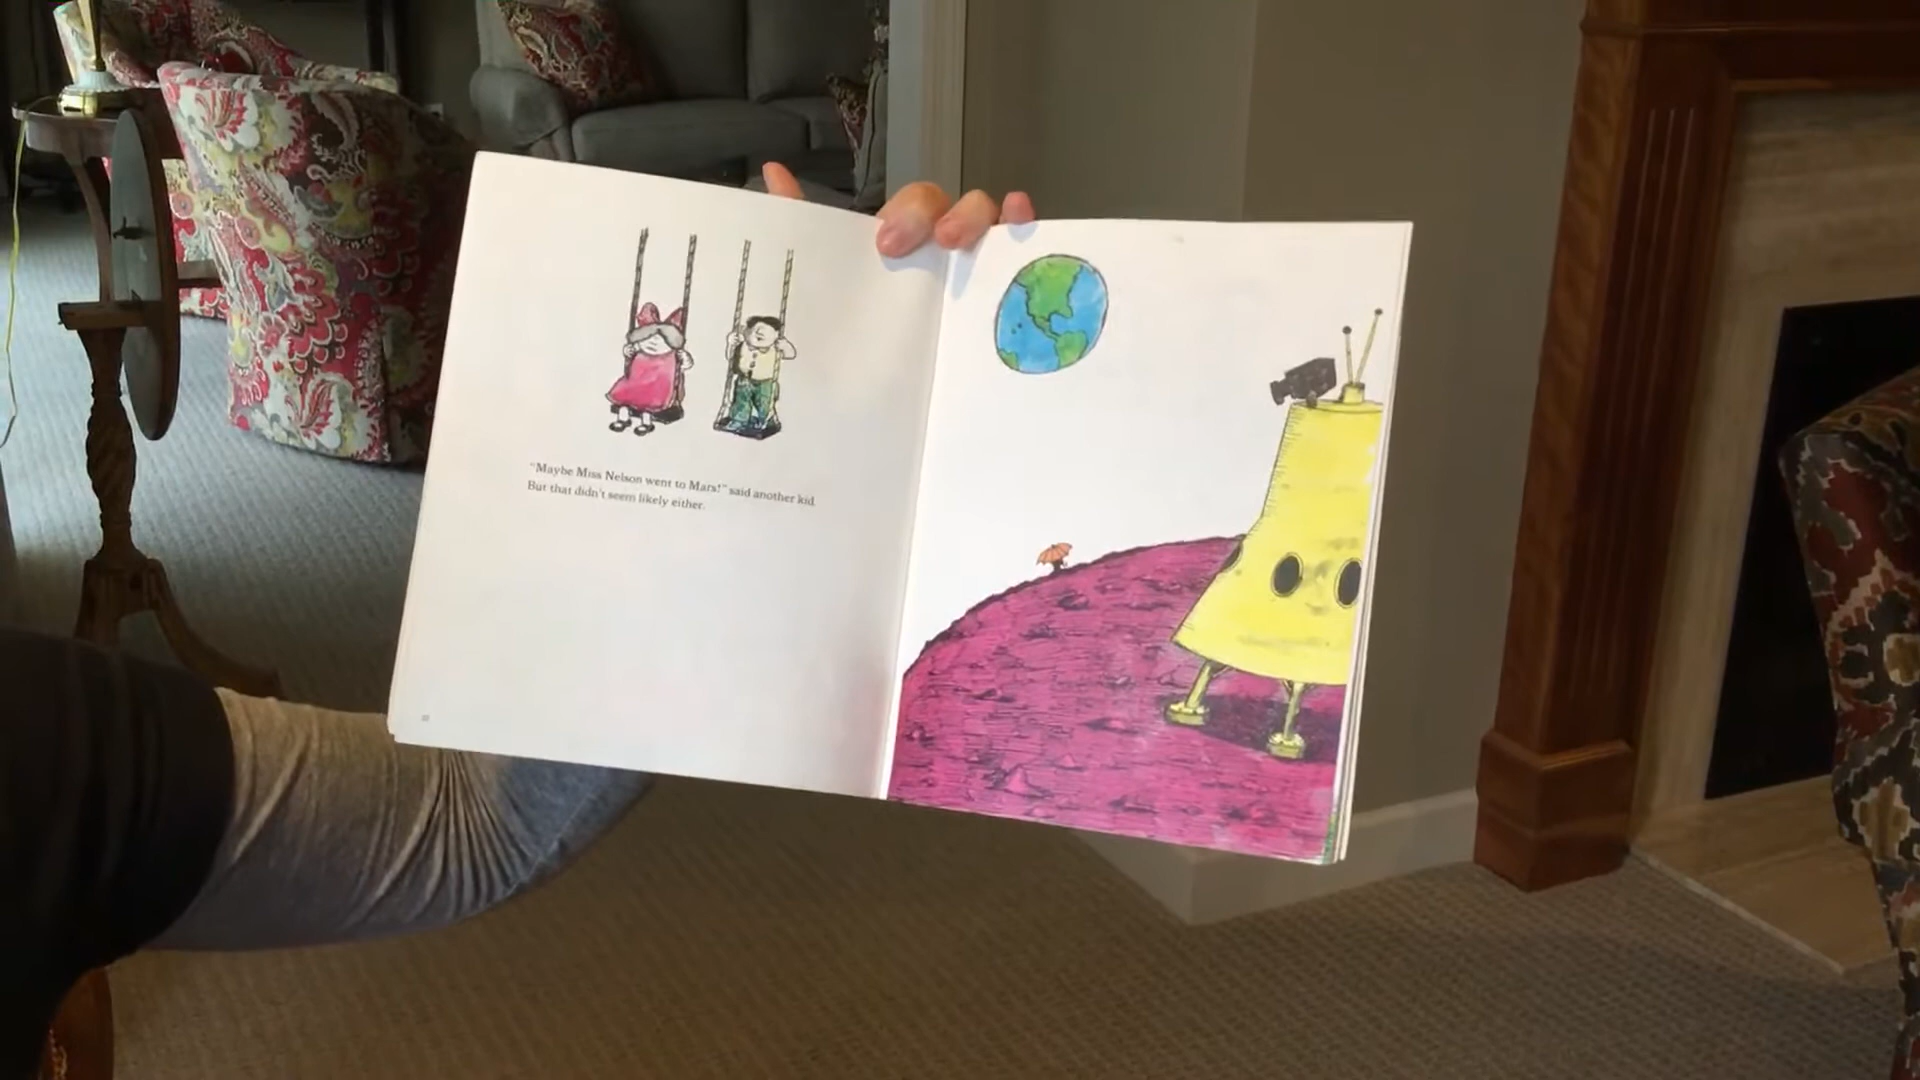 "Maybe Miss Nelson went to Mars!" said another kid.
But that didn't seem likely either.